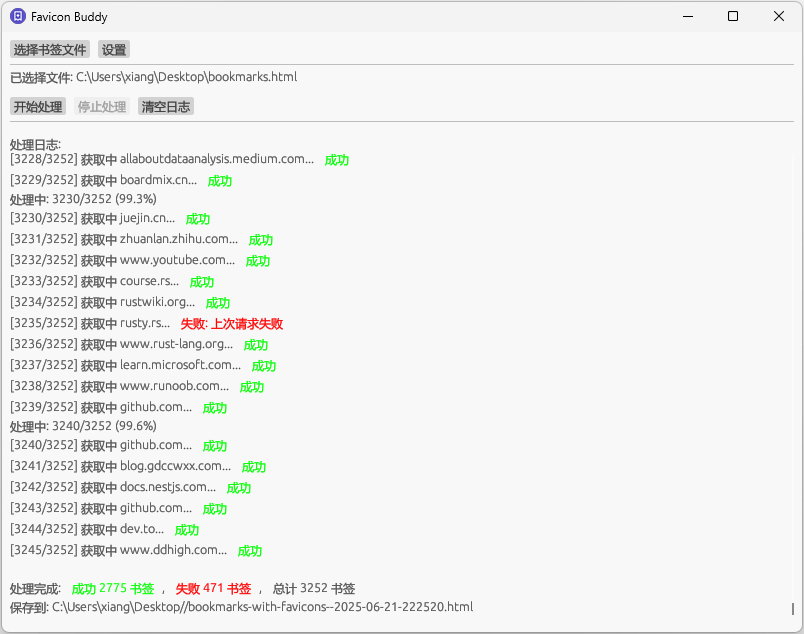 Favicon Buddy
选择书签文件 设置
已选择文件: C:\Users\xiang\Desktop\bookmarks.html
开始处理 停止处理 清空日志
处理日志:
[3228/3252] 获取中 allaboutdataanalysis.medium.com... 成功
[3229/3252] 获取中 boardmix.cn... 成功
处理中: 3230/3252 (99.3%)
[3230/3252] 获取中 juejin.cn... 成功
[3231/3252] 获取中 zhuanlan.zhihu.com... 成功
[3232/3252] 获取中 www.youtube.com... 成功
[3233/3252] 获取中 course.rs... 成功
[3234/3252] 获取中 rustwiki.org... 成功
[3235/3252] 获取中 rusty.rs... 失败: 上次请求失败
[3236/3252] 获取中 www.rust-lang.org... 成功
[3237/3252] 获取中 learn.microsoft.com... 成功
[3238/3252] 获取中 www.runoob.com... 成功
[3239/3252] 获取中 github.com... 成功
处理中: 3240/3252 (99.6%)
[3240/3252] 获取中 github.com... 成功
[3241/3252] 获取中 blog.gdccwxx.com... 成功
[3242/3252] 获取中 docs.nestjs.com... 成功
[3243/3252] 获取中 github.com... 成功
[3244/3252] 获取中 dev.to... 成功
[3245/3252] 获取中 www.ddhigh.com... 成功
处理完成: 成功 2775 书签 , 失败 471 书签 , 总计 3252 书签
保存到: C:\Users\xiang\Desktop//bookmarks-with-favicons--2025-06-21-222520.html